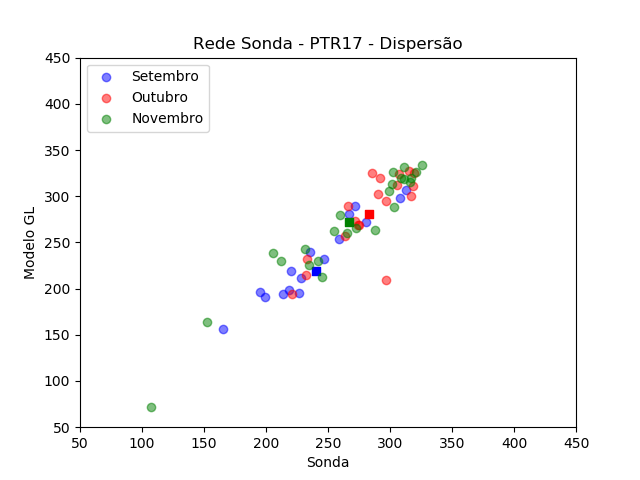 Rede Sonda - PTR17 - Dispersão
Setembro
Outubro
Novembro
Modelo GL
450
400
350
300
250
200
150
100
50
50 100 150 200 250 300 350 400 450
Sonda